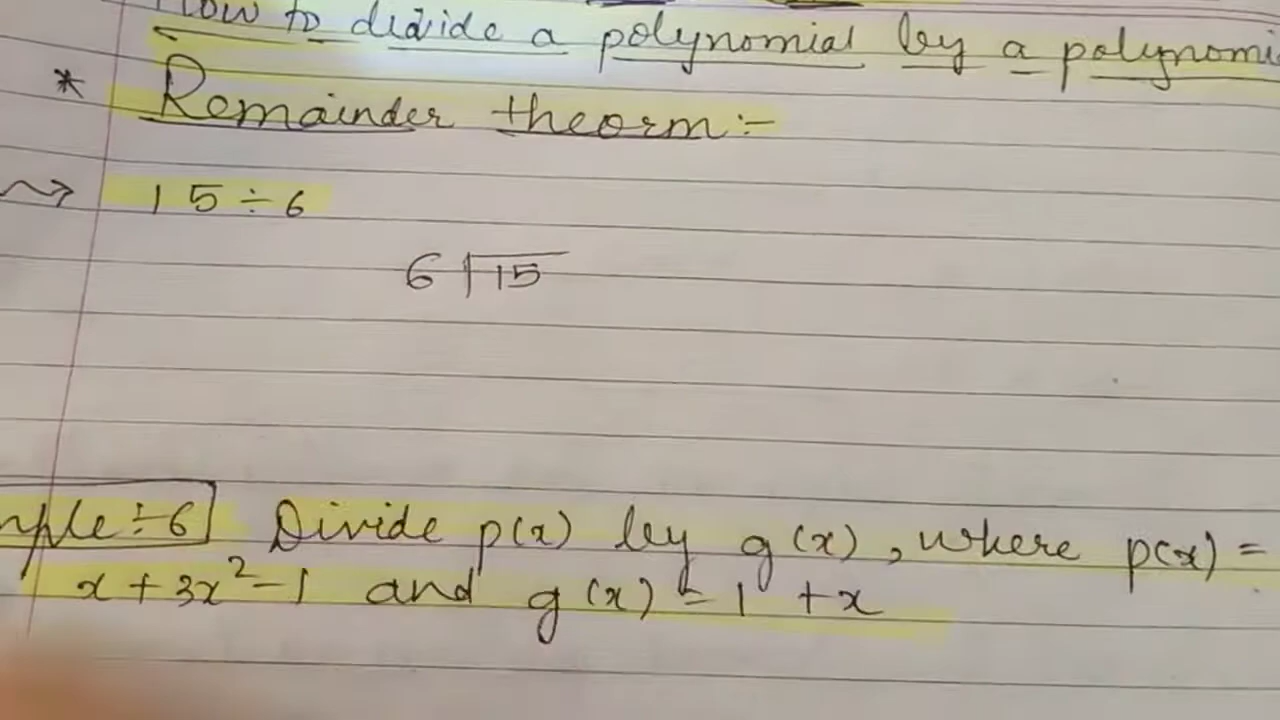 How to divide a polynomial by a polynomi
* Remainder theorm:-
15÷6
6 15
mple:-6 Divide p(x) by g(x), where p(x) =
x + 3x² - 1 and g(x) = 1 + x